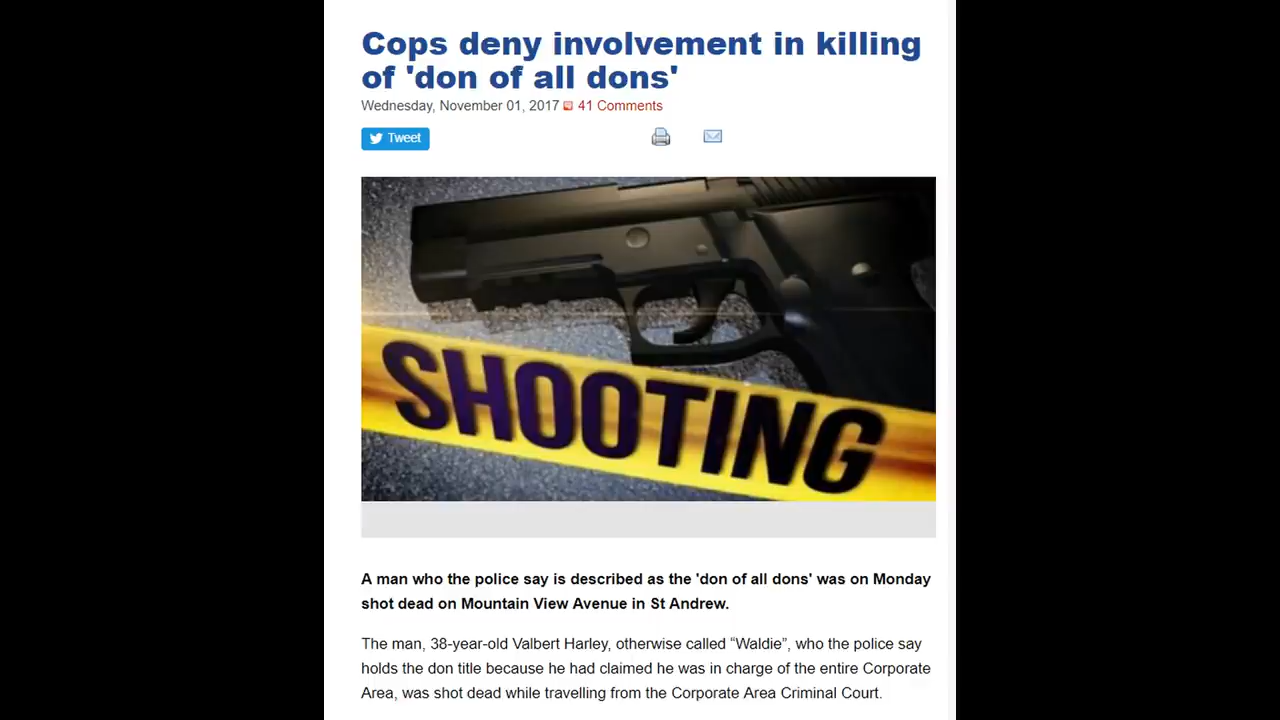 Cops deny involvement in killing
of 'don of all dons'
Wednesday, November 01, 2017 41 Comments
Tweet
SHOOTING
A man who the police say is described as the 'don of all dons' was on Monday
shot dead on Mountain View Avenue in St Andrew.
The man, 38-year-old Valbert Harley, otherwise called “Waldie”, who the police say
holds the don title because he had claimed he was in charge of the entire Corporate
Area, was shot dead while travelling from the Corporate Area Criminal Court.